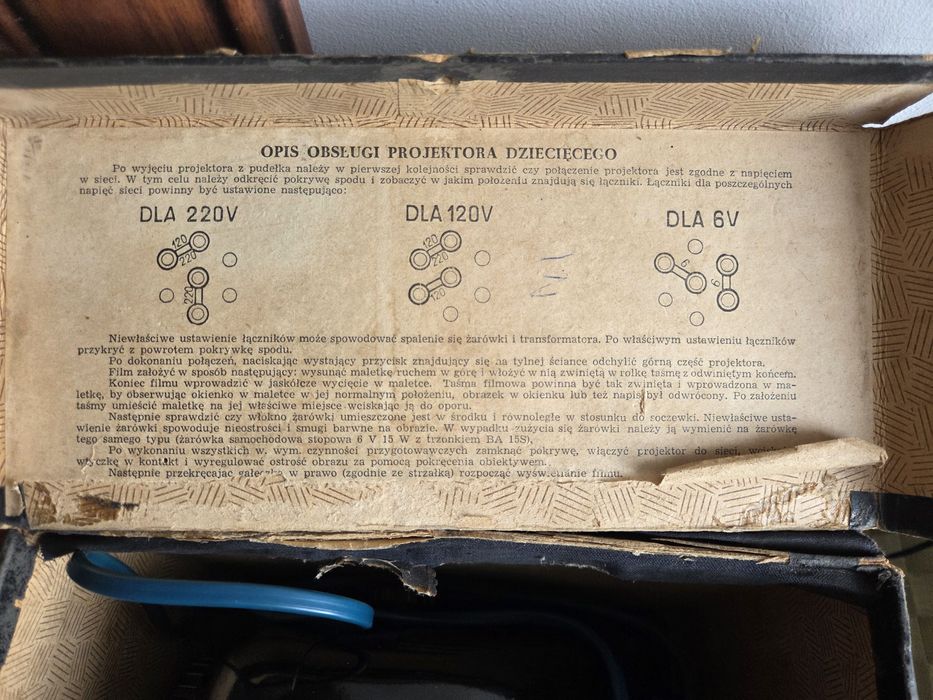 OPIS OBSŁUGI PROJEKTORA DZIECIĘCEGO
Po wyjęciu projektora z pudełka należy w pierwszej kolejności sprawdzić czy połączenie projektora jest zgodne z napięciem
w sieci. W tym celu należy odkręcić pokrywę spodu i zobaczyć w jakim położeniu znajdują się łączniki. Łączniki dla poszczególnych
napięć sieci powinny być ustawione następująco:
DLA 220V DLA 120V DLA 6V
120 220 220
120 220 120
6 6
Niewłaściwe ustawienie łączników może spowodować spalenie się żarówki i transformatora. Po właściwym ustawieniu łączników
przykryć z powrotem pokrywkę spodu.
Po dokonaniu połączeń, naciskając wystający przycisk znajdujący się na tylnej ściance odchylić górną część projektora.
Film założyć w sposób następujący: wysunąć maletkę ruchem w górę i włożyć w nią zwiniętą w rolkę taśmę z odwiniętym końcem.
Koniec filmu wprowadzić w jaskółcze wycięcie w maletce. Taśma filmowa powinna być tak zwinięta i wprowadzona w ma-
letkę, by obserwując okienko w maletce w jej normalnym położeniu, obrazek w okienku lub też napis był odwrócony. Po założeniu
taśmy umieścić maletkę na jej właściwe miejsce wciskając ją do oporu.
Następnie sprawdzić czy włókno żarówki umieszczone jest w środku i równoległe w stosunku do soczewki. Niewłaściwe usta-
wienie żarówki spowoduje nieostrości i smugi barwne na obrazie. W wypadku zużycia się żarówki należy ją wymienić na żarówkę
tego samego typu (żarówka samochodowa stopowa 6 V 15 W z trzonkiem BA 15S).
Po wykonaniu wszystkich w. wym. czynności przygotowawczych zamknąć pokrywę, włączyć projektor do sieci,
wtyczkę w kontakt i wyregulować ostrość obrazu za pomocą pokręcenia obiektywem.
Następnie przekręcając gałeczką w prawo (zgodnie ze strzałką) rozpocząć wyświetlanie filmu.